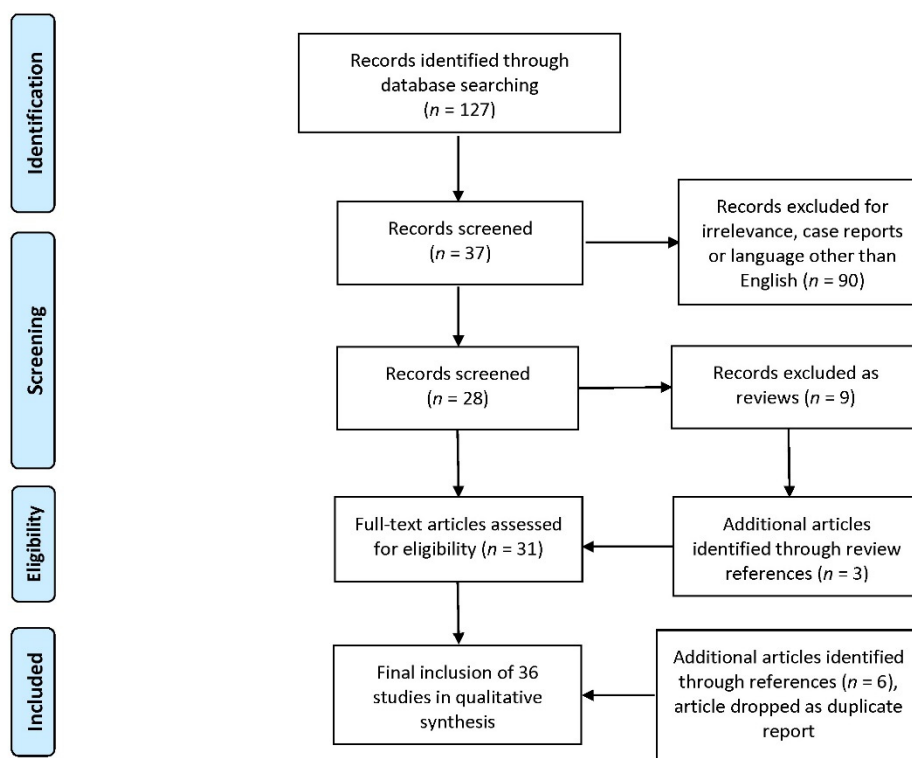 Identification
Records identified through
database searching
(n = 127)
Records screened
(n = 37)
Records excluded for
irrelevance, case reports
or language other than
English (n = 90)
Screening
Records screened
(n = 28)
Records excluded as
reviews (n = 9)
Eligibility
Full-text articles assessed
for eligibility (n = 31)
Additional articles
identified through review
references (n = 3)
Included
Final inclusion of 36
studies in qualitative
synthesis
Additional articles identified
through references (n = 6),
article dropped as duplicate
report